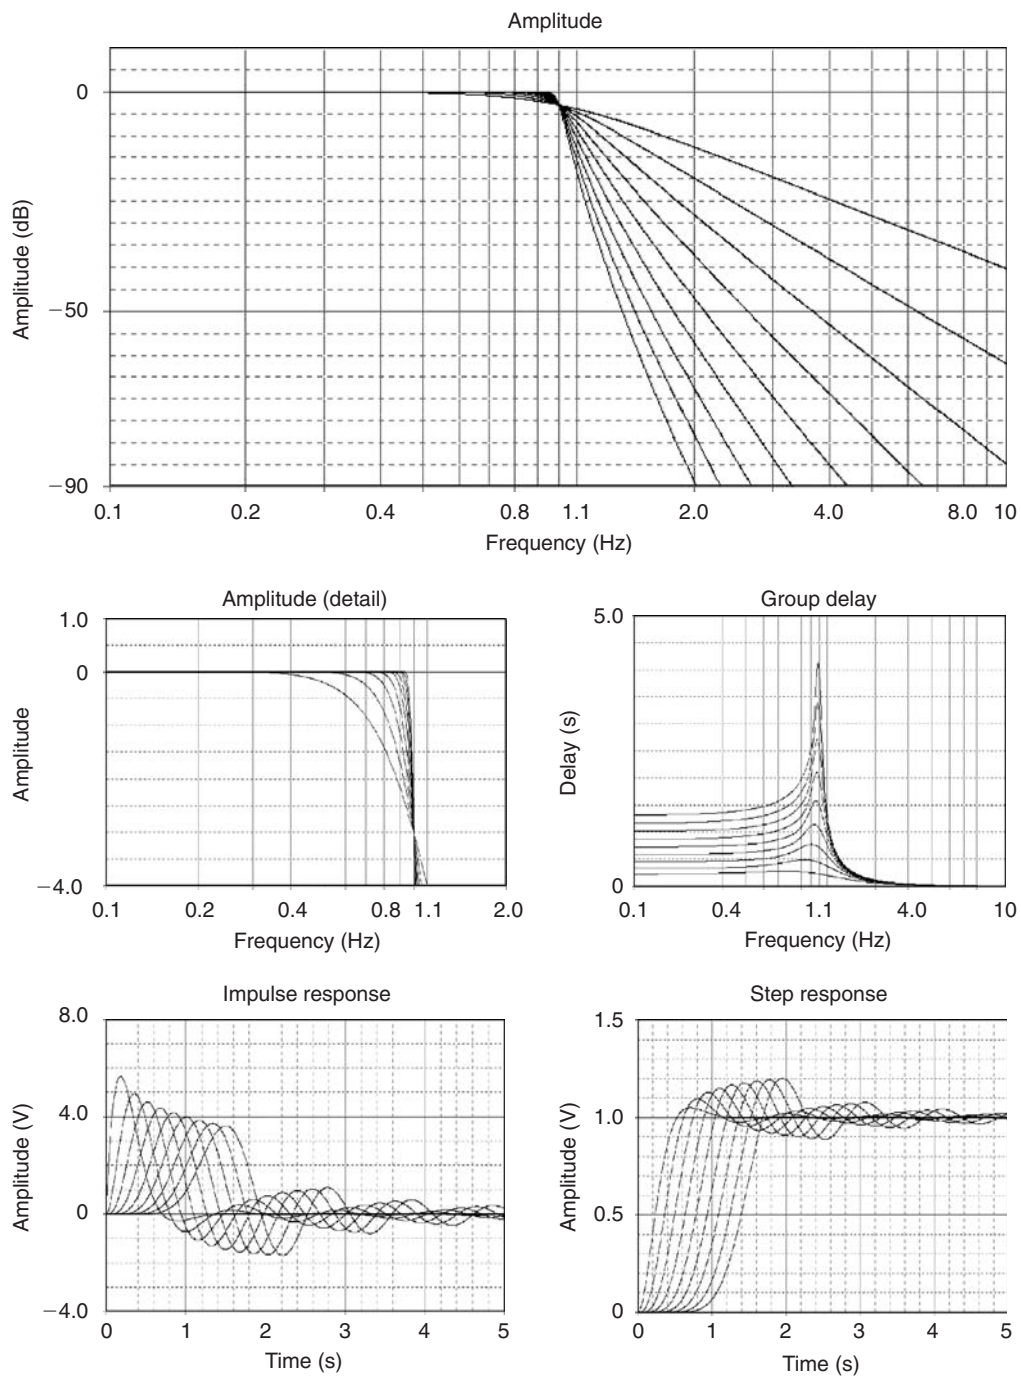 Amplitude
Amplitude (dB)
0
−50
−90
0.1 0.2 0.4 0.8 1.1 2.0 4.0 8.0 10
Frequency (Hz)
Amplitude (detail)
Amplitude
1.0
0
−4.0
0.1 0.2 0.4 0.8 1.1 2.0
Frequency (Hz)
Group delay
Delay (s)
5.0
0
0.1 0.4 1.1 4.0 10
Frequency (Hz)
Impulse response
Amplitude (V)
8.0
4.0
0
−4.0
0 1 2 3 4 5
Time (s)
Step response
Amplitude (V)
1.5
1.0
0.5
0
0 1 2 3 4 5
Time (s)